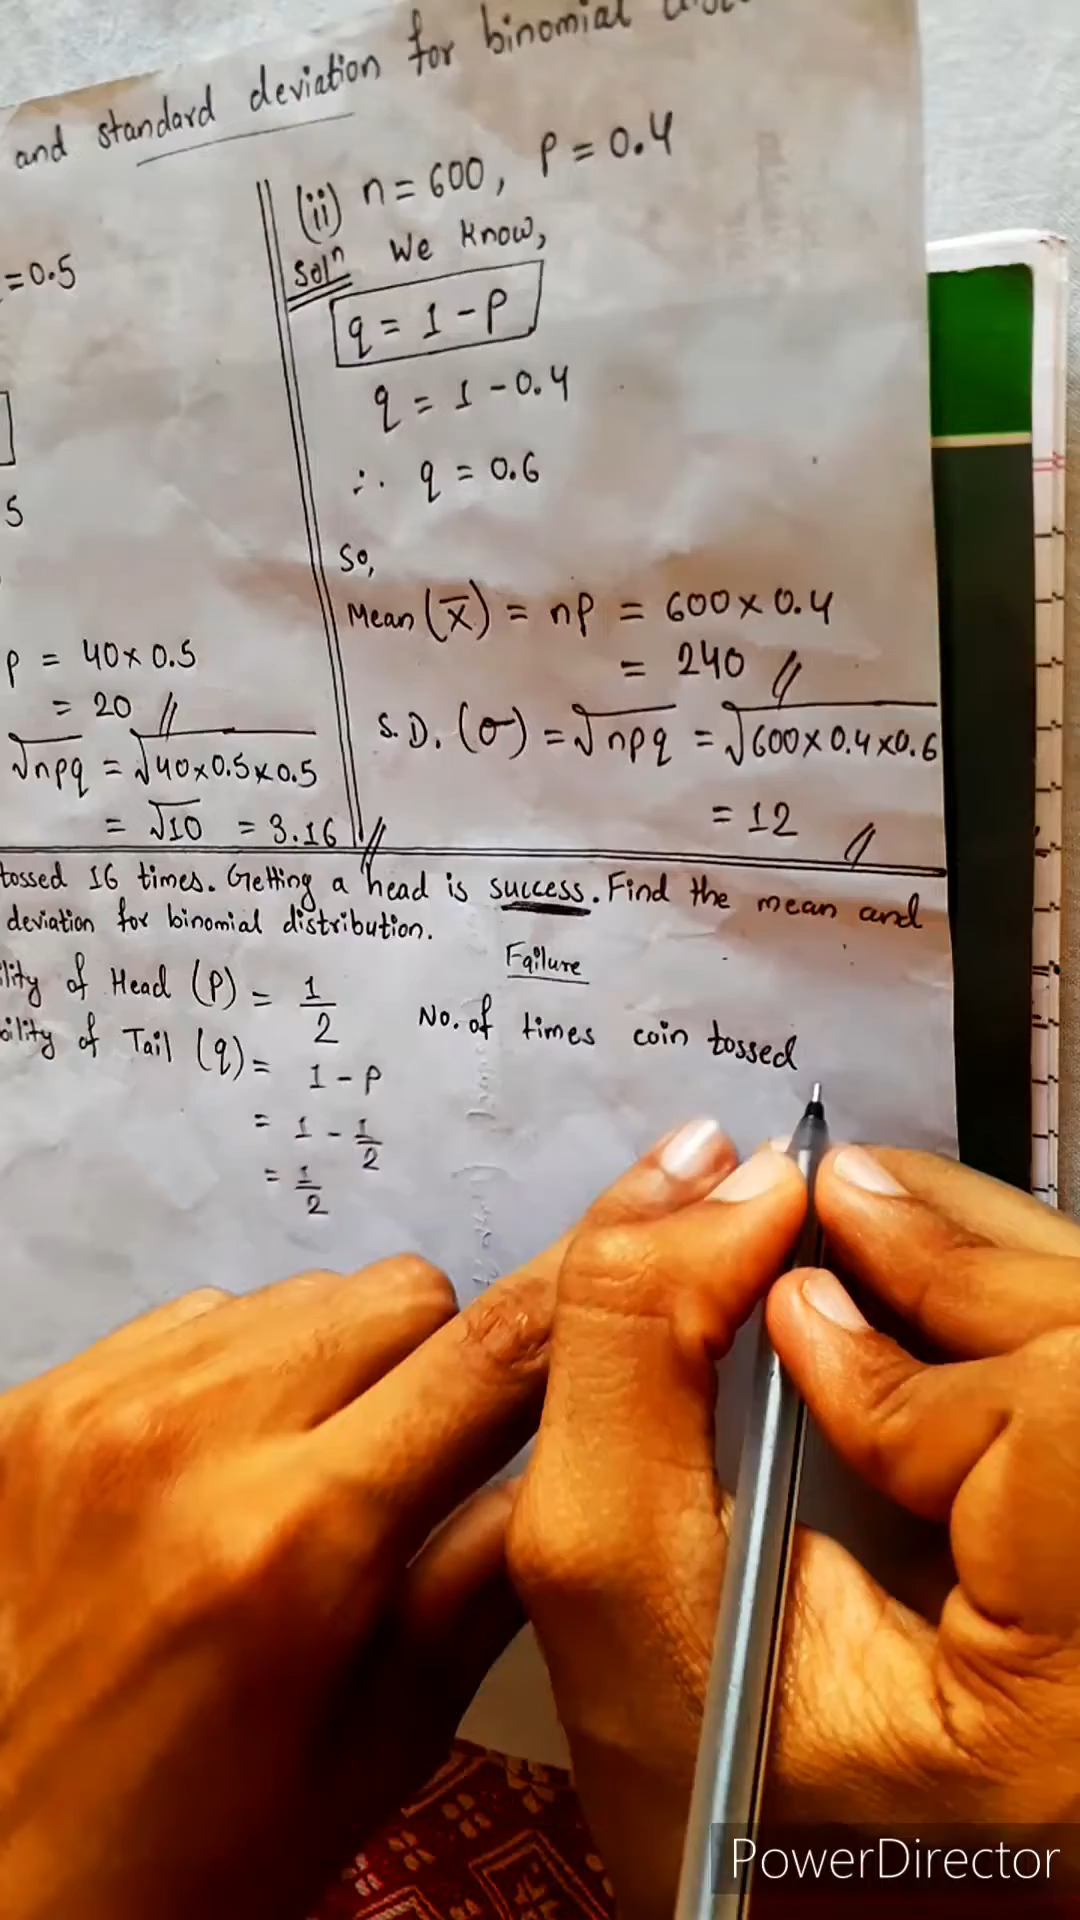 and standard deviation for binomial
=0.5
5
p = 40 x 0.5
= 20 //
√npq = √40x0.5x0.5
= √10 = 3.16 //
(ii) n = 600, P = 0.4
Solⁿ We Know,
q = 1 - P
q = 1 - 0.4
∴ q = 0.6
So,
Mean (x̄) = np = 600 x 0.4
= 240 //
S.D. (σ) = √npq = √600 x 0.4 x 0.6
= 12 //
tossed 16 times. Getting a head is success. Find the mean and
deviation for binomial distribution.
lity of Head (P) = 1/2
bility of Tail (q) = 1 - P
= 1 - 1/2
= 1/2
Failure
No. of times coin tossed
PowerDirector